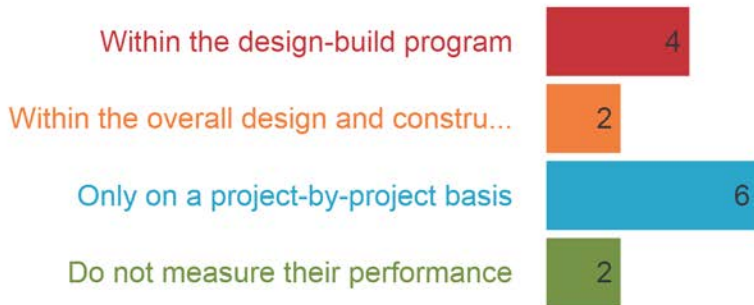 Within the design-build program 4
Within the overall design and constru... 2
Only on a project-by-project basis 6
Do not measure their performance 2